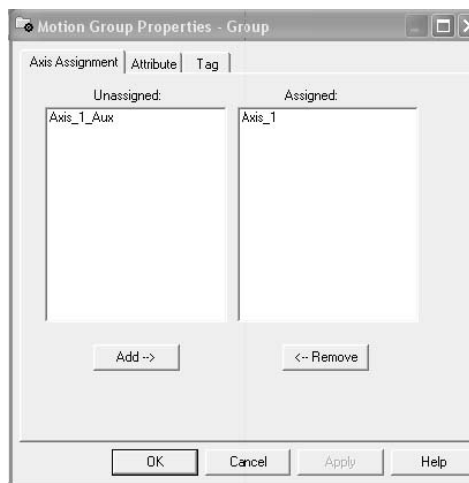 Motion Group Properties - Group
Axis Assignment Attribute Tag
Unassigned: Assigned:
Axis_1_Aux Axis_1
Add --> <-- Remove
OK Cancel Apply Help